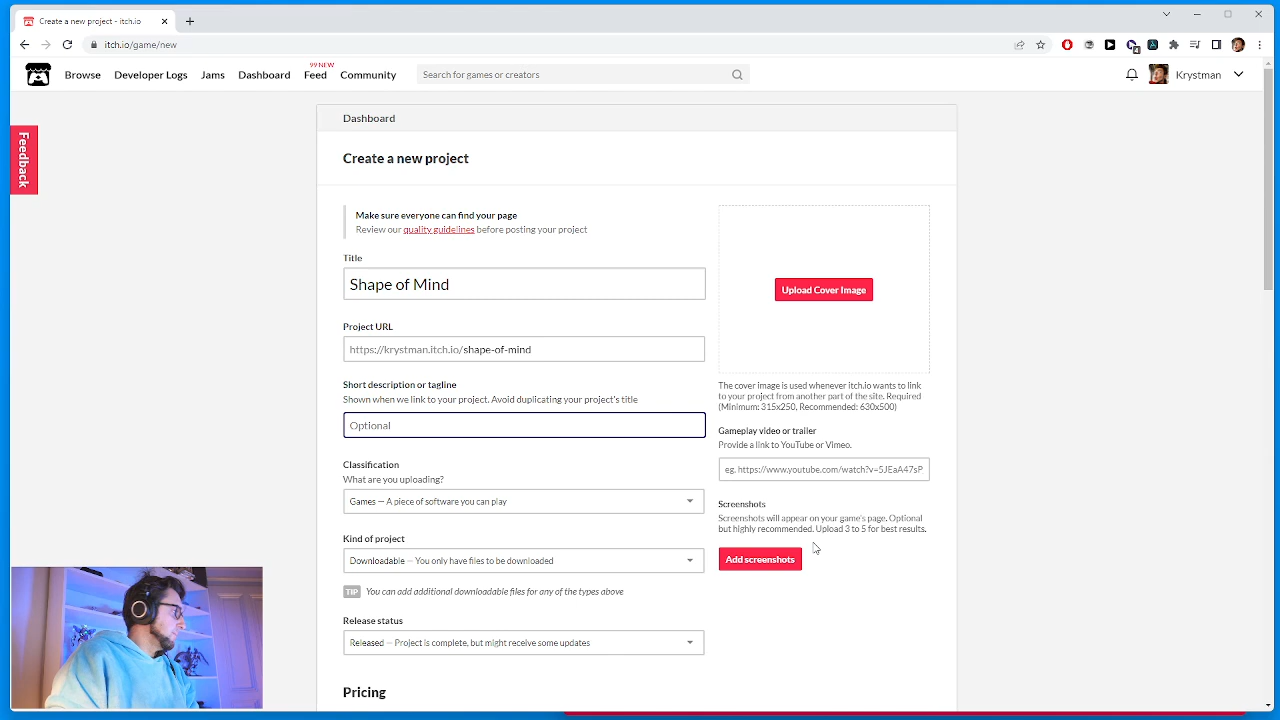 Create a new project - itch.io
itch.io/game/new
4
Browse
Developer Logs
Jams
Dashboard
99 NEW
Feed
Community
Search for games or creators
Krystman
Feedback
Dashboard
Create a new project
Make sure everyone can find your page
Review our quality guidelines before posting your project
Title
Shape of Mind
Project URL
https://krystman.itch.io/shape-of-mind
Short description or tagline
Shown when we link to your project. Avoid duplicating your project's title
Optional
Classification
What are you uploading?
Games — A piece of software you can play
Kind of project
Downloadable — You only have files to be downloaded
TIP You can add additional downloadable files for any of the types above
Release status
Released — Project is complete, but might receive some updates
Pricing
Upload Cover Image
The cover image is used whenever itch.io wants to link
to your project from another part of the site. Required
(Minimum: 315x250, Recommended: 630x500)
Gameplay video or trailer
Provide a link to YouTube or Vimeo.
eg. https://www.youtube.com/watch?v=5JEaA47sP
Screenshots
Screenshots will appear on your game's page. Optional
but highly recommended. Upload 3 to 5 for best results.
Add screenshots